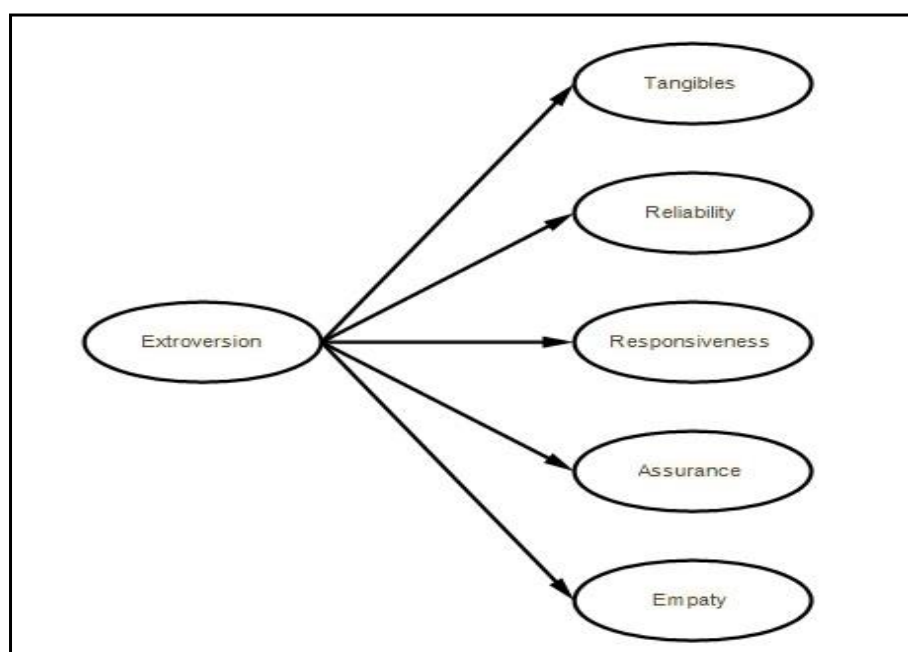 Tangibles
Reliability
Extroversion
Responsiveness
Assurance
Empaty